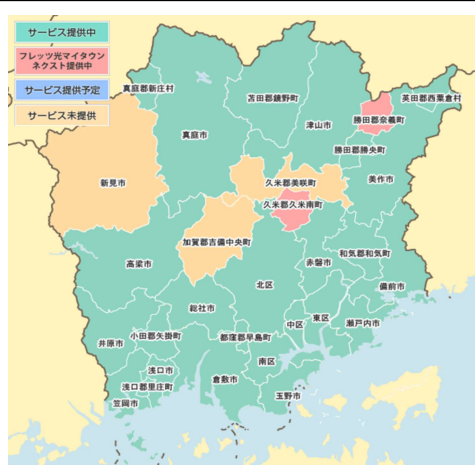 サービス提供中
フレッツ光マイタウン
ネクスト提供中
サービス提供予定
サービス未提供
真庭郡新庄村
苫田郡鏡野町
英田郡西粟倉村
真庭市
津山市
勝田郡奈義町
勝田郡勝央町
新見市
久米郡美咲町
美作市
久米郡久米南町
加賀郡吉備中央町
高梁市
赤磐市
和気郡和気町
北区
備前市
総社市
中区
東区
瀬戸内市
小田郡矢掛町
都窪郡早島町
井原市
南区
浅口市
倉敷市
浅口郡里庄町
玉野市
笠岡市